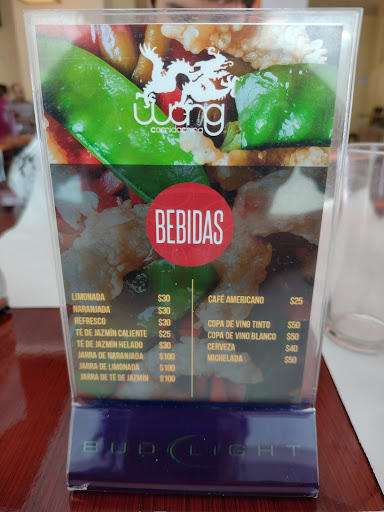 Wang
comida china
BEBIDAS
LIMONADA $30
NARANJADA $30
REFRESCO $30
TÉ DE JAZMÍN CALIENTE $25
TÉ DE JAZMÍN HELADO $30
JARRA DE NARANJADA $100
JARRA DE LIMONADA $100
JARRA DE TÉ DE JAZMÍN $100
CAFÉ AMERICANO $25
COPA DE VINO TINTO $50
COPA DE VINO BLANCO $50
CERVEZA $40
MICHELADA $50
BUD LIGHT